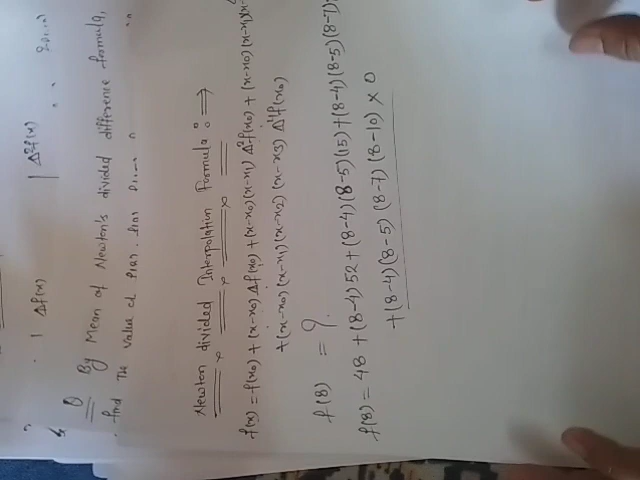 Δf(x) | Δ²f(x)
Q By Mean of Newton's divided difference formula,
find The value of
Newton divided Interpolation Formula :⇒
f(x) = f(x₀) + (x-x₀) Δf(x₀) + (x-x₀)(x-x₁) Δ²f(x₀) + (x-x₀)(x-x₁)(x-
+ (x-x₀)(x-x₁)(x-x₂)(x-x₃) Δ⁴f(x₀)
f(8) = ?
f(8) = 48 + (8-4) 52 + (8-4)(8-5)(15) + (8-4)(8-5)(8-7)
+ (8-4)(8-5)(8-7)(8-10) × 0